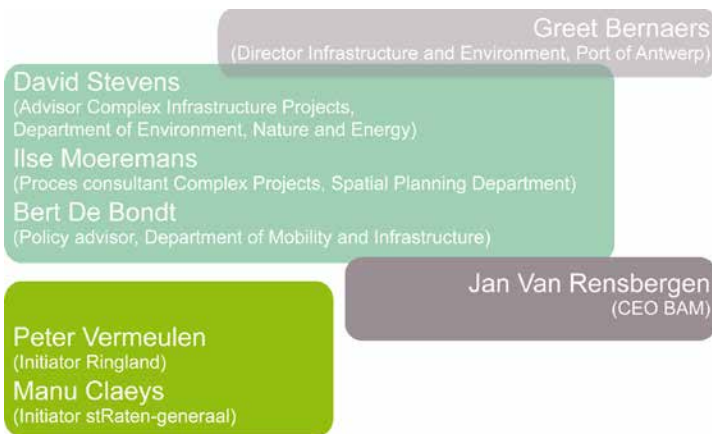 Greet Bernaers
(Director Infrastructure and Environment, Port of Antwerp)
David Stevens
(Advisor Complex Infrastructure Projects,
Department of Environment, Nature and Energy)
Ilse Moeremans
(Proces consultant Complex Projects, Spatial Planning Department)
Bert De Bondt
(Policy advisor, Department of Mobility and Infrastructure)
Jan Van Rensbergen
(CEO BAM)
Peter Vermeulen
(Initiator Ringland)
Manu Claeys
(Initiator stRaten-generaal)